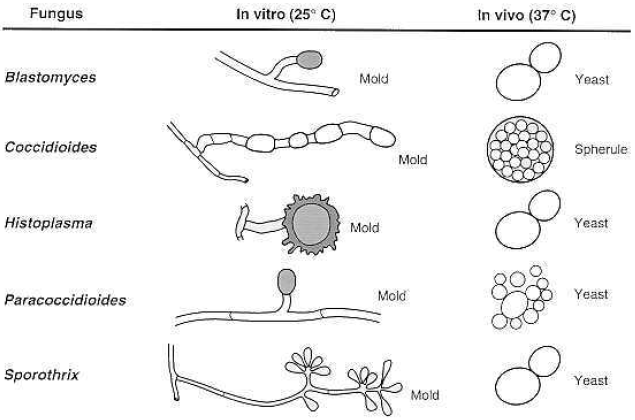 Fungus In vitro (25° C) In vivo (37° C)
Blastomyces Mold Yeast
Coccidioides Mold Spherule
Histoplasma Mold Yeast
Paracoccidioides Mold Yeast
Sporothrix Mold Yeast